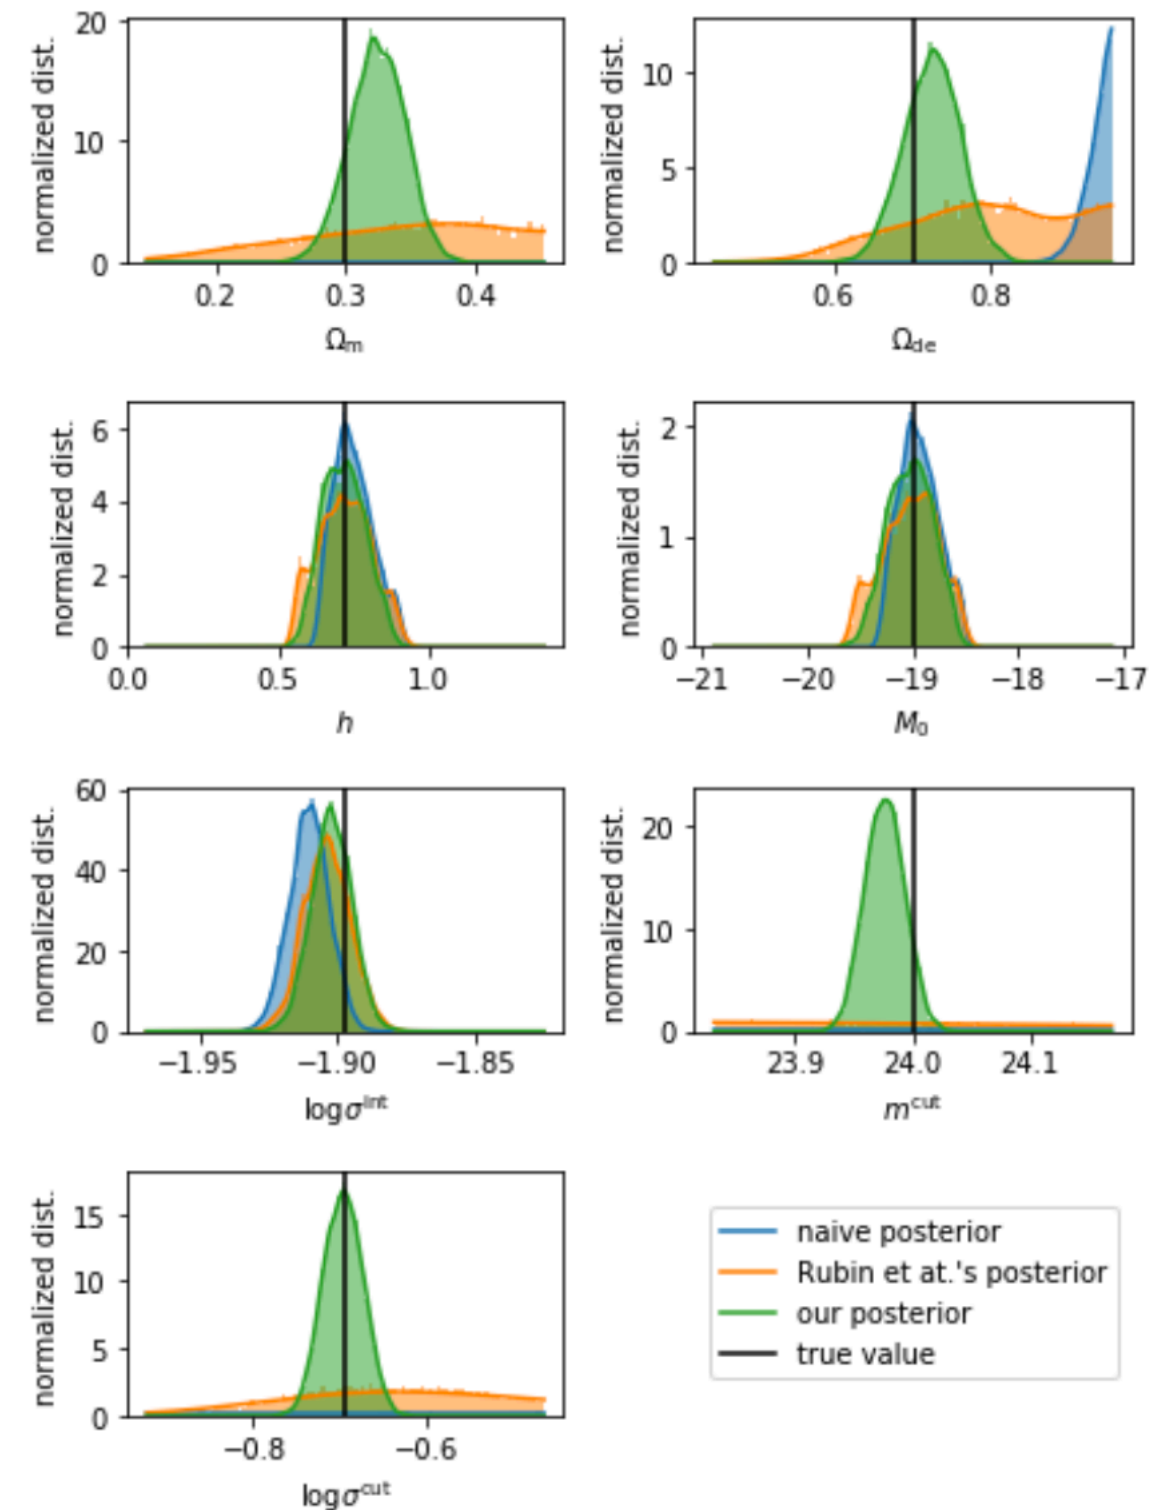 normalized dist.
20
10
0
0.2 0.3 0.4
Ωm
normalized dist.
10
5
0
0.6 0.8
Ωde
normalized dist.
6
4
2
0
0.0 0.5 1.0
h
normalized dist.
2
1
0
−21 −20 −19 −18 −17
M0
normalized dist.
60
40
20
0
−1.95 −1.90 −1.85
logσint
normalized dist.
20
10
0
23.9 24.0 24.1
mcut
normalized dist.
15
10
5
0
−0.8 −0.6
logσcut
naive posterior
Rubin et at.'s posterior
our posterior
true value